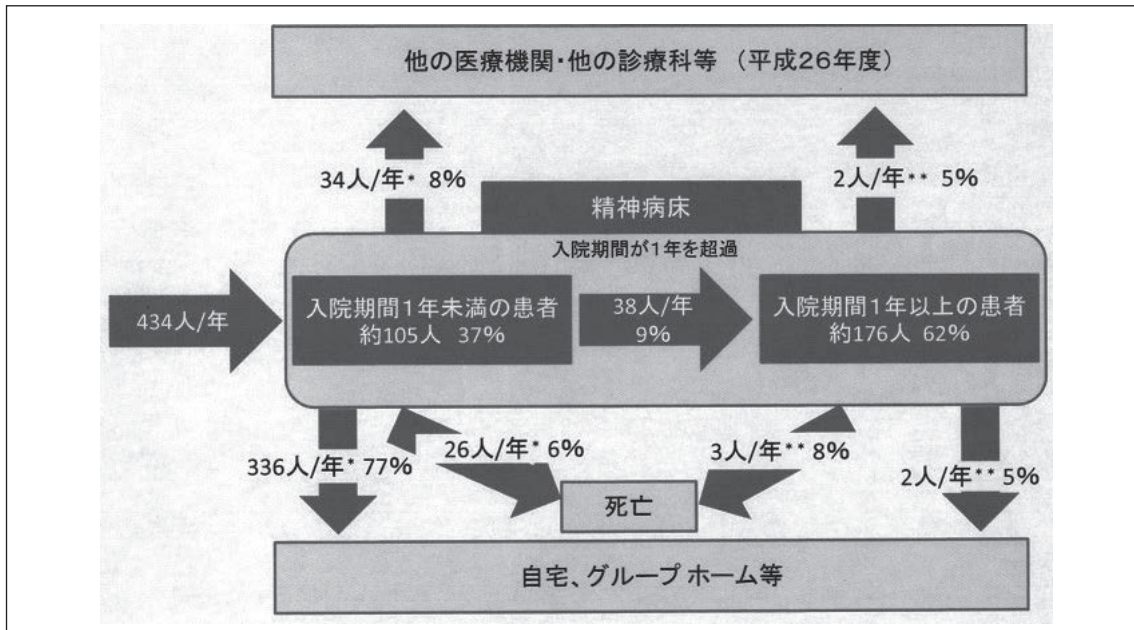 他の医療機関・他の診療科等 (平成26年度)
34人/年* 8%
2人/年** 5%
精神病床
入院期間が1年を超過
434人/年
入院期間1年未満の患者
約105人 37%
38人/年
9%
入院期間1年以上の患者
約176人 62%
336人/年* 77%
26人/年* 6%
3人/年** 8%
2人/年** 5%
死亡
自宅、グループ ホーム等